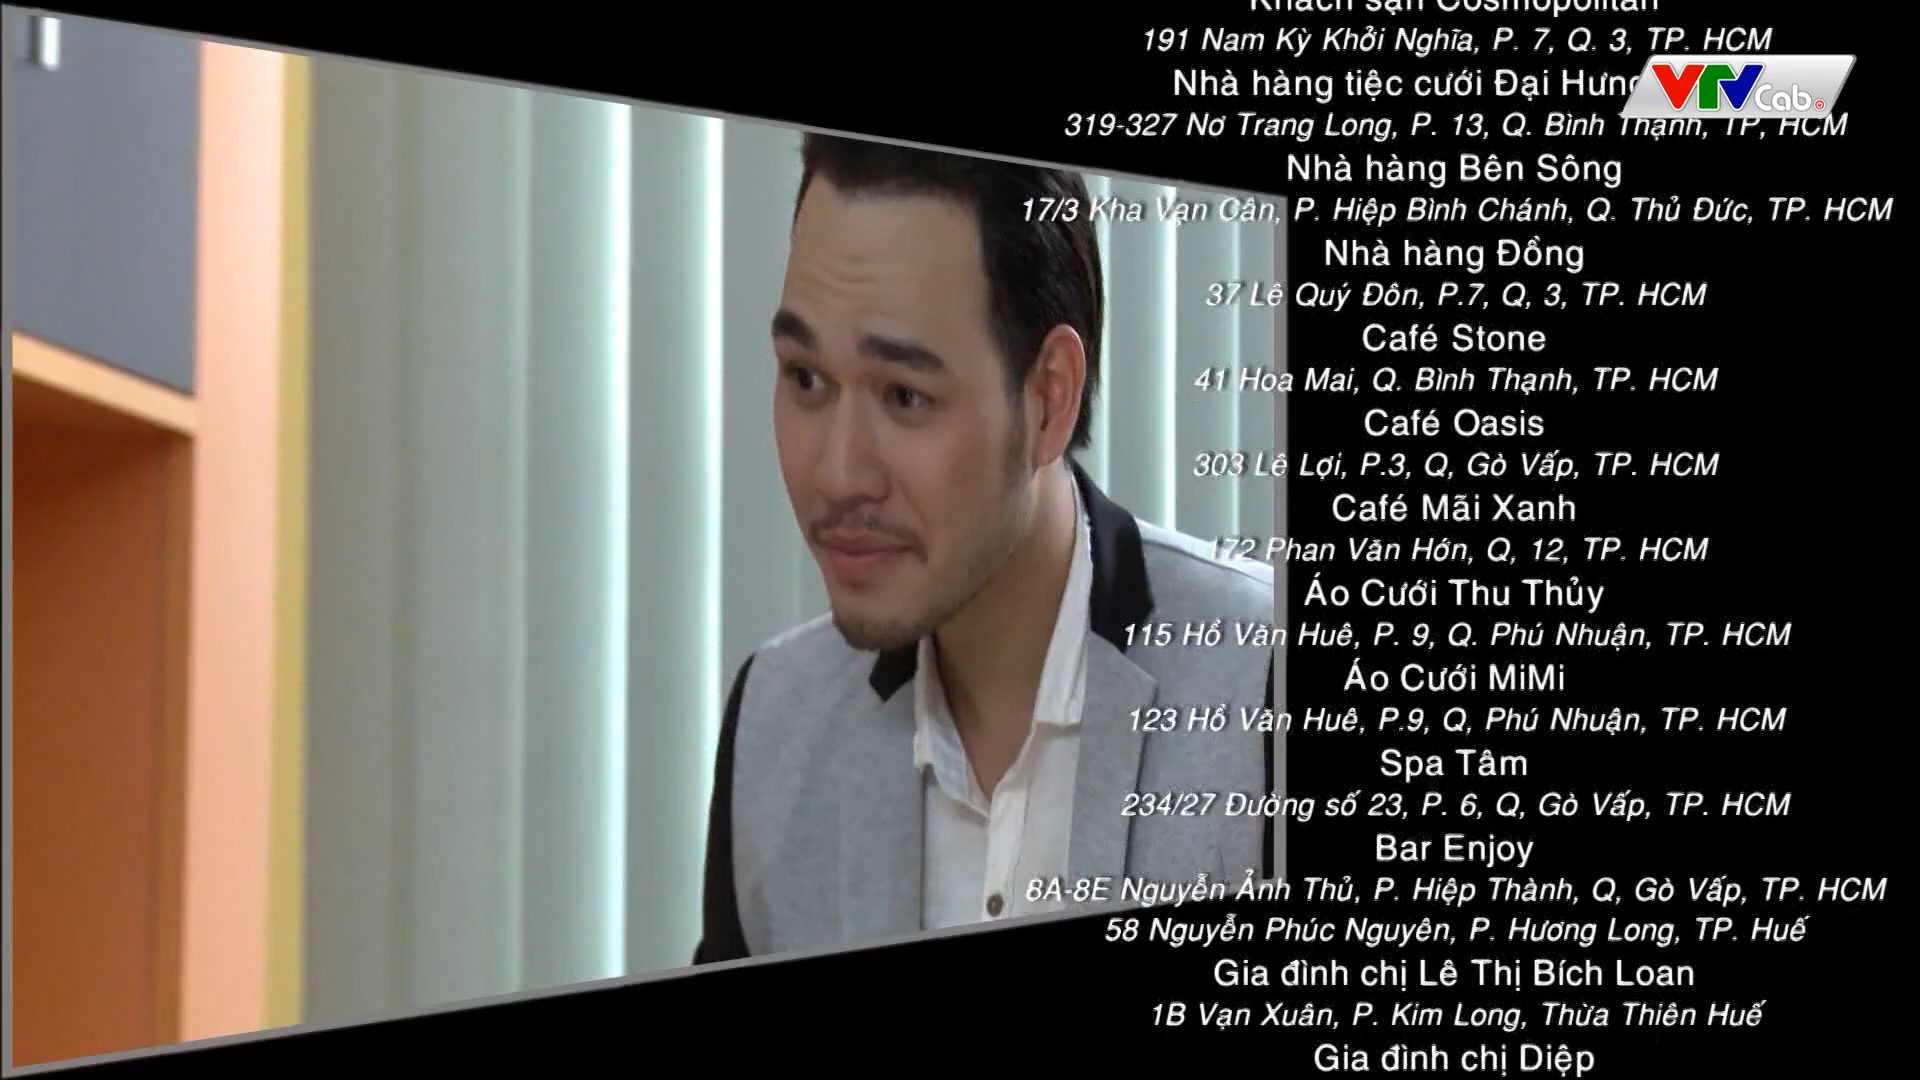 Khách sạn Cosmopolitan
191 Nam Kỳ Khởi Nghĩa, P. 7, Q. 3, TP. HCM
Nhà hàng tiệc cưới Đại Hưng
VTVCab
319-327 Nơ Trang Long, P. 13, Q. Bình Thạnh, TP, HCM
Nhà hàng Bên Sông
17/3 Kha Vạn Cân, P. Hiệp Bình Chánh, Q. Thủ Đức, TP. HCM
Nhà hàng Đồng
37 Lê Quý Đôn, P.7, Q, 3, TP. HCM
Café Stone
41 Hoa Mai, Q. Bình Thạnh, TP. HCM
Café Oasis
303 Lê Lợi, P.3, Q, Gò Vấp, TP. HCM
Café Mãi Xanh
172 Phan Văn Hớn, Q, 12, TP. HCM
Áo Cưới Thu Thủy
115 Hồ Văn Huê, P. 9, Q. Phú Nhuận, TP. HCM
Áo Cưới MiMi
123 Hồ Văn Huê, P.9, Q, Phú Nhuận, TP. HCM
Spa Tâm
234/27 Đường số 23, P. 6, Q, Gò Vấp, TP. HCM
Bar Enjoy
8A-8E Nguyễn Ảnh Thủ, P. Hiệp Thành, Q, Gò Vấp, TP. HCM
58 Nguyễn Phúc Nguyên, P. Hương Long, TP. Huế
Gia đình chị Lê Thị Bích Loan
1B Vạn Xuân, P. Kim Long, Thừa Thiên Huế
Gia đình chị Diệp